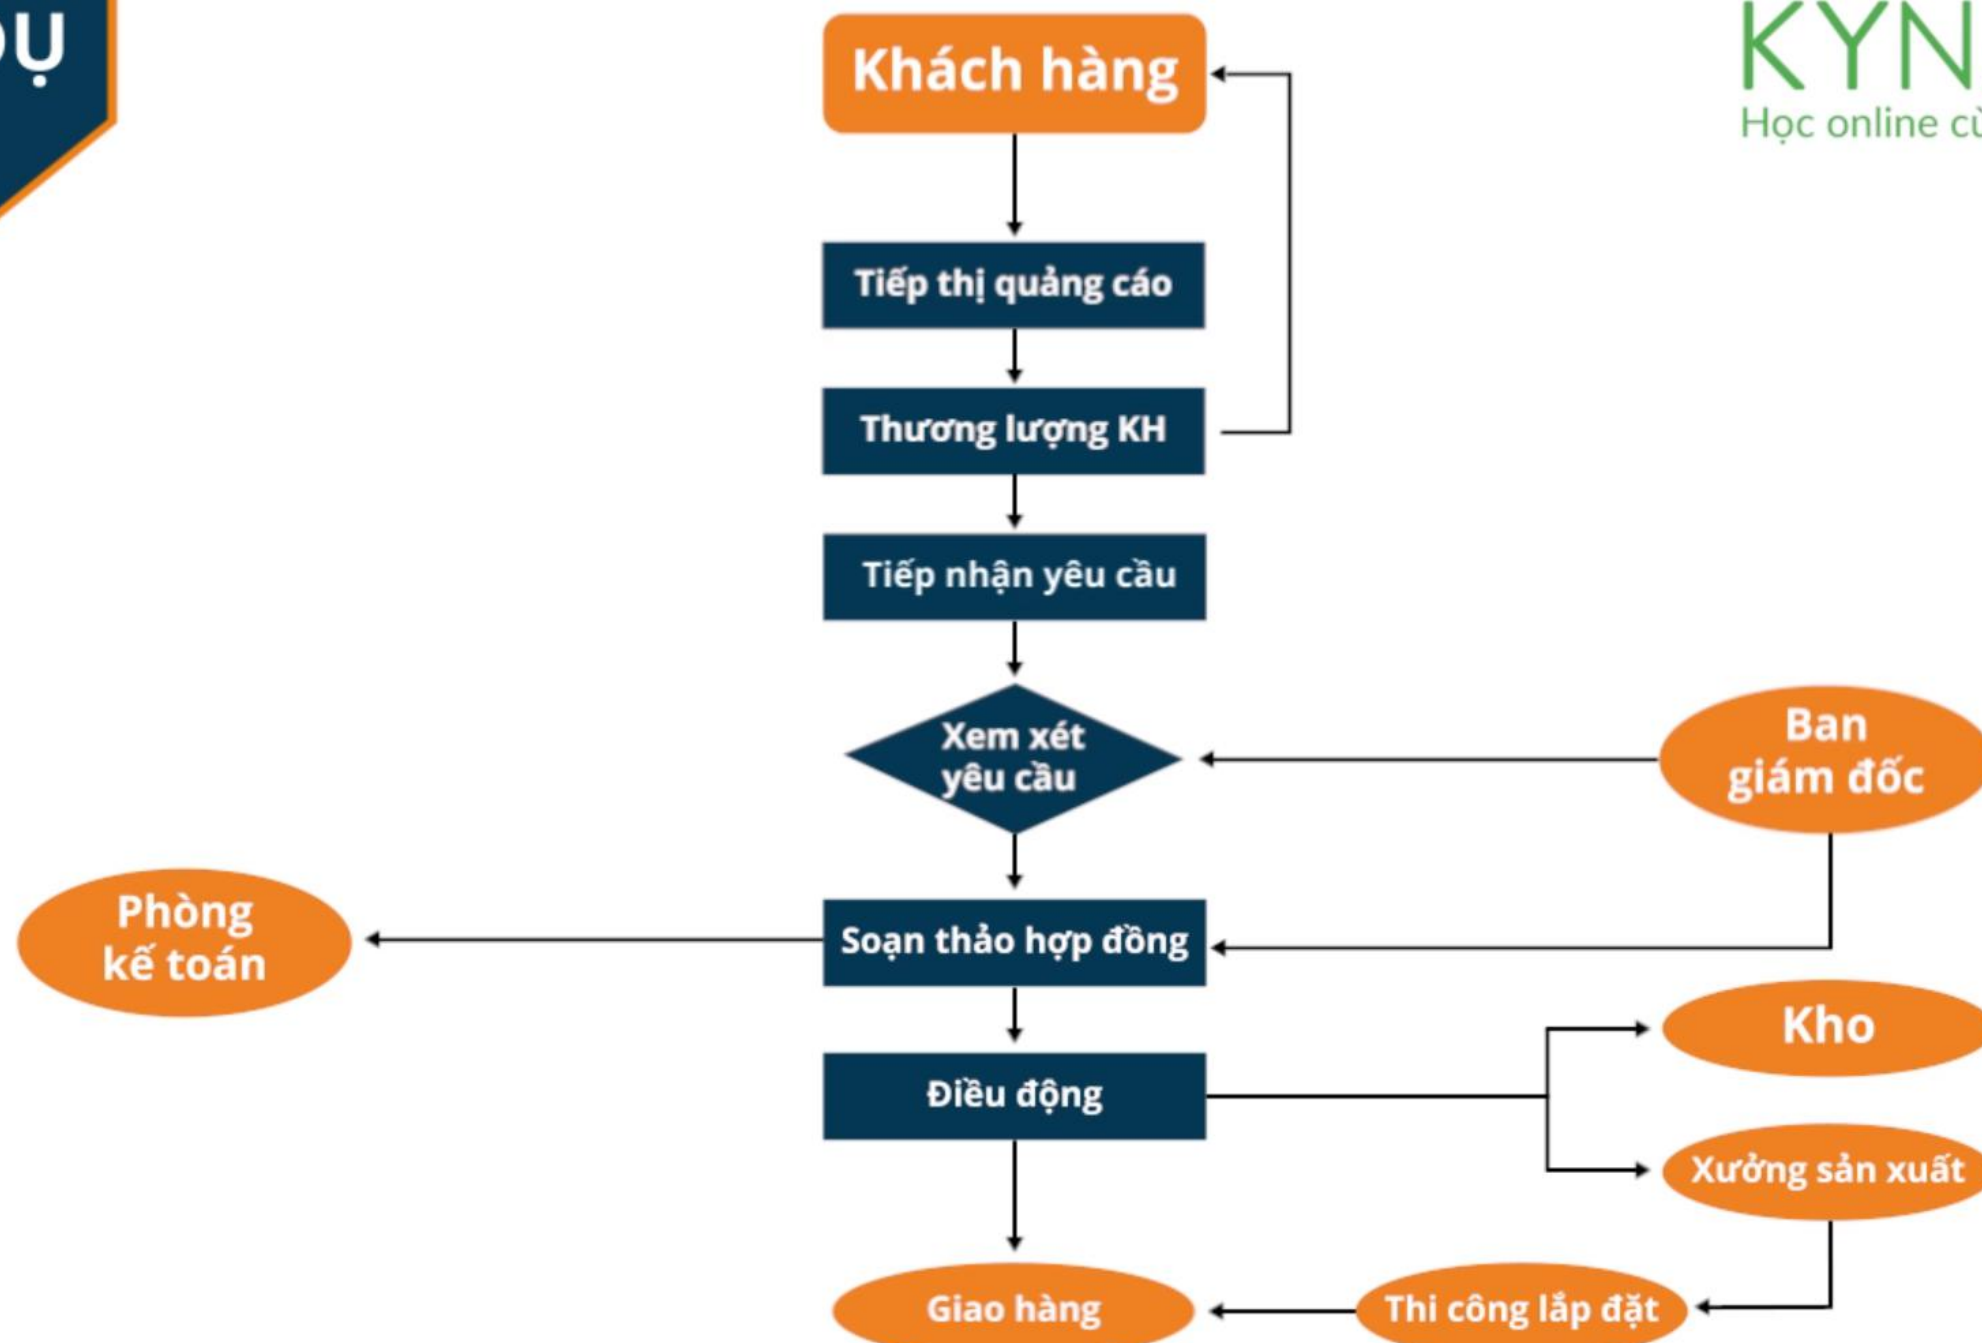 Khách hàng
Học online
Tiếp thị quảng cáo
Thương lượng KH
Tiếp nhận yêu cầu
Xem xét
yêu cầu
Ban
giám đốc
Phòng
kế toán
Soạn thảo hợp đồng
Kho
Điều động
Xưởng sản xuất
Giao hàng
Thi công lắp đặt